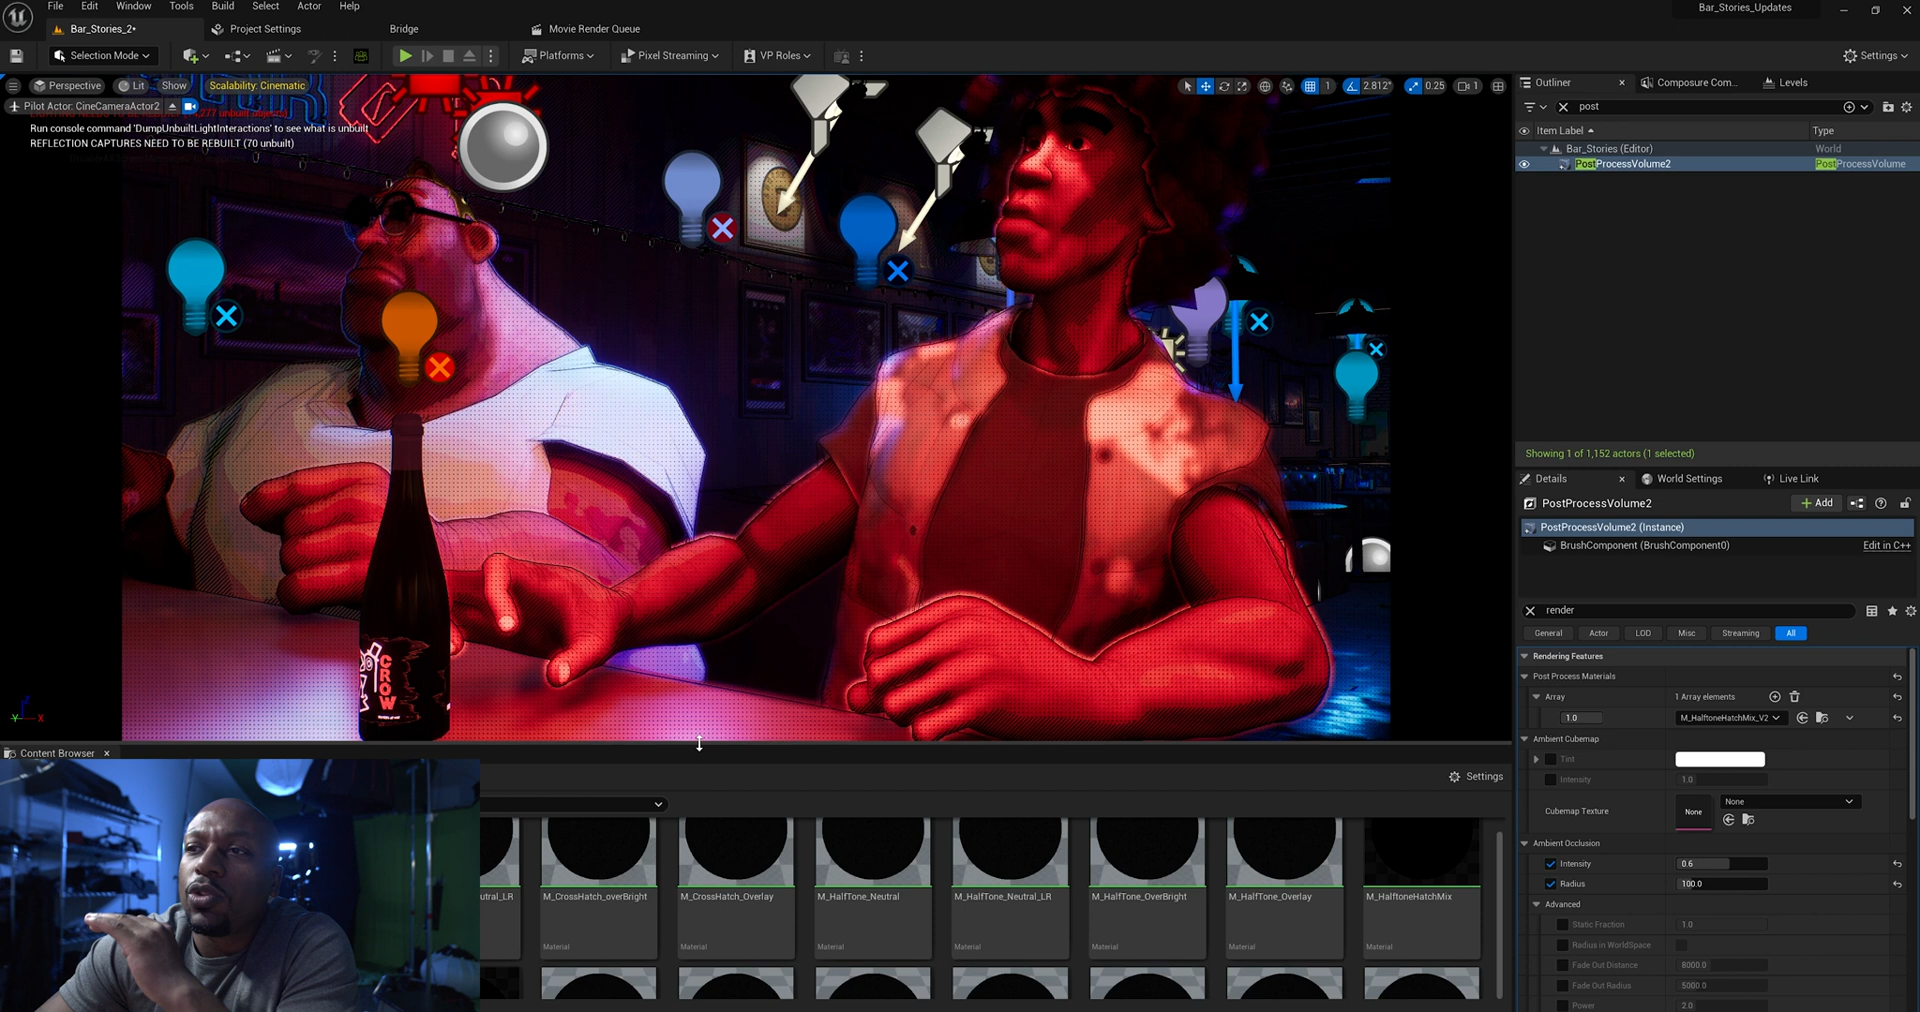 File Edit Window Tools Build Select Actor Help
Bar_Stories_Updates
Bar_Stories_2•
Project Settings
Bridge
Movie Render Queue
Selection Mode
Platforms
Pixel Streaming
VP Roles
Settings
Perspective
Lit
Show
Scalability: Cinematic
1
2.812°
0.25
1
Pilot Actor: CineCameraActor2
Run console command 'DumpUnbuiltLightInteractions' to see what is unbuilt
REFLECTION CAPTURES NEED TO BE REBUILT (70 unbuilt)
CROW
Y
X
Outliner
Composure Com...
Levels
post
Item Label
Type
Bar_Stories (Editor)
World
PostProcessVolume2
PostProcessVolume
Showing 1 of 1,152 actors (1 selected)
Details
World Settings
Live Link
PostProcessVolume2
Add
PostProcessVolume2 (Instance)
BrushComponent (BrushComponent0)
Edit in C++
render
General
Actor
LOD
Misc
Streaming
All
Rendering Features
Post Process Materials
Array
1 Array elements
1.0
M_HalftoneHatchMix_V2
Ambient Cubemap
Tint
Intensity
1.0
Cubemap Texture
None
None
Ambient Occlusion
Intensity
0.6
Radius
100.0
Advanced
Static Fraction
1.0
Radius in WorldSpace
Fade Out Distance
8000.0
Fade Out Radius
5000.0
Power
2.0
Content Browser
Settings
utral_LR
M_CrossHatch_overBright
Material
M_CrossHatch_Overlay
Material
M_HalfTone_Neutral
Material
M_HalfTone_Neutral_LR
Material
M_HalfTone_OverBright
Material
M_HalfTone_Overlay
Material
M_HalftoneHatchMix
Material